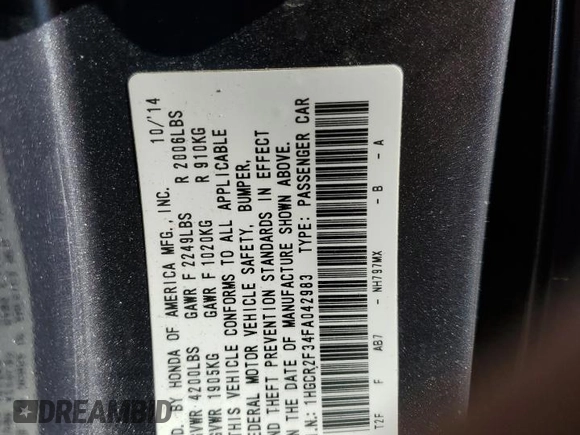 D. BY HONDA OF AMERICA MFG., INC. 10/'14
GVWR 4200LBS GAWR F 2249LBS R 2006LBS
GVWR 1905KG GAWR F 1020KG R 910KG
THIS VEHICLE CONFORMS TO ALL APPLICABLE
FEDERAL MOTOR VEHICLE SAFETY, BUMPER,
AND THEFT PREVENTION STANDARDS IN EFFECT
ON THE DATE OF MANUFACTURE SHOWN ABOVE.
I.N.: 1HGCR2F34FA042983 TYPE: PASSENGER CAR
T2F F AB7 - NH797MX - B - A
DREAMBID